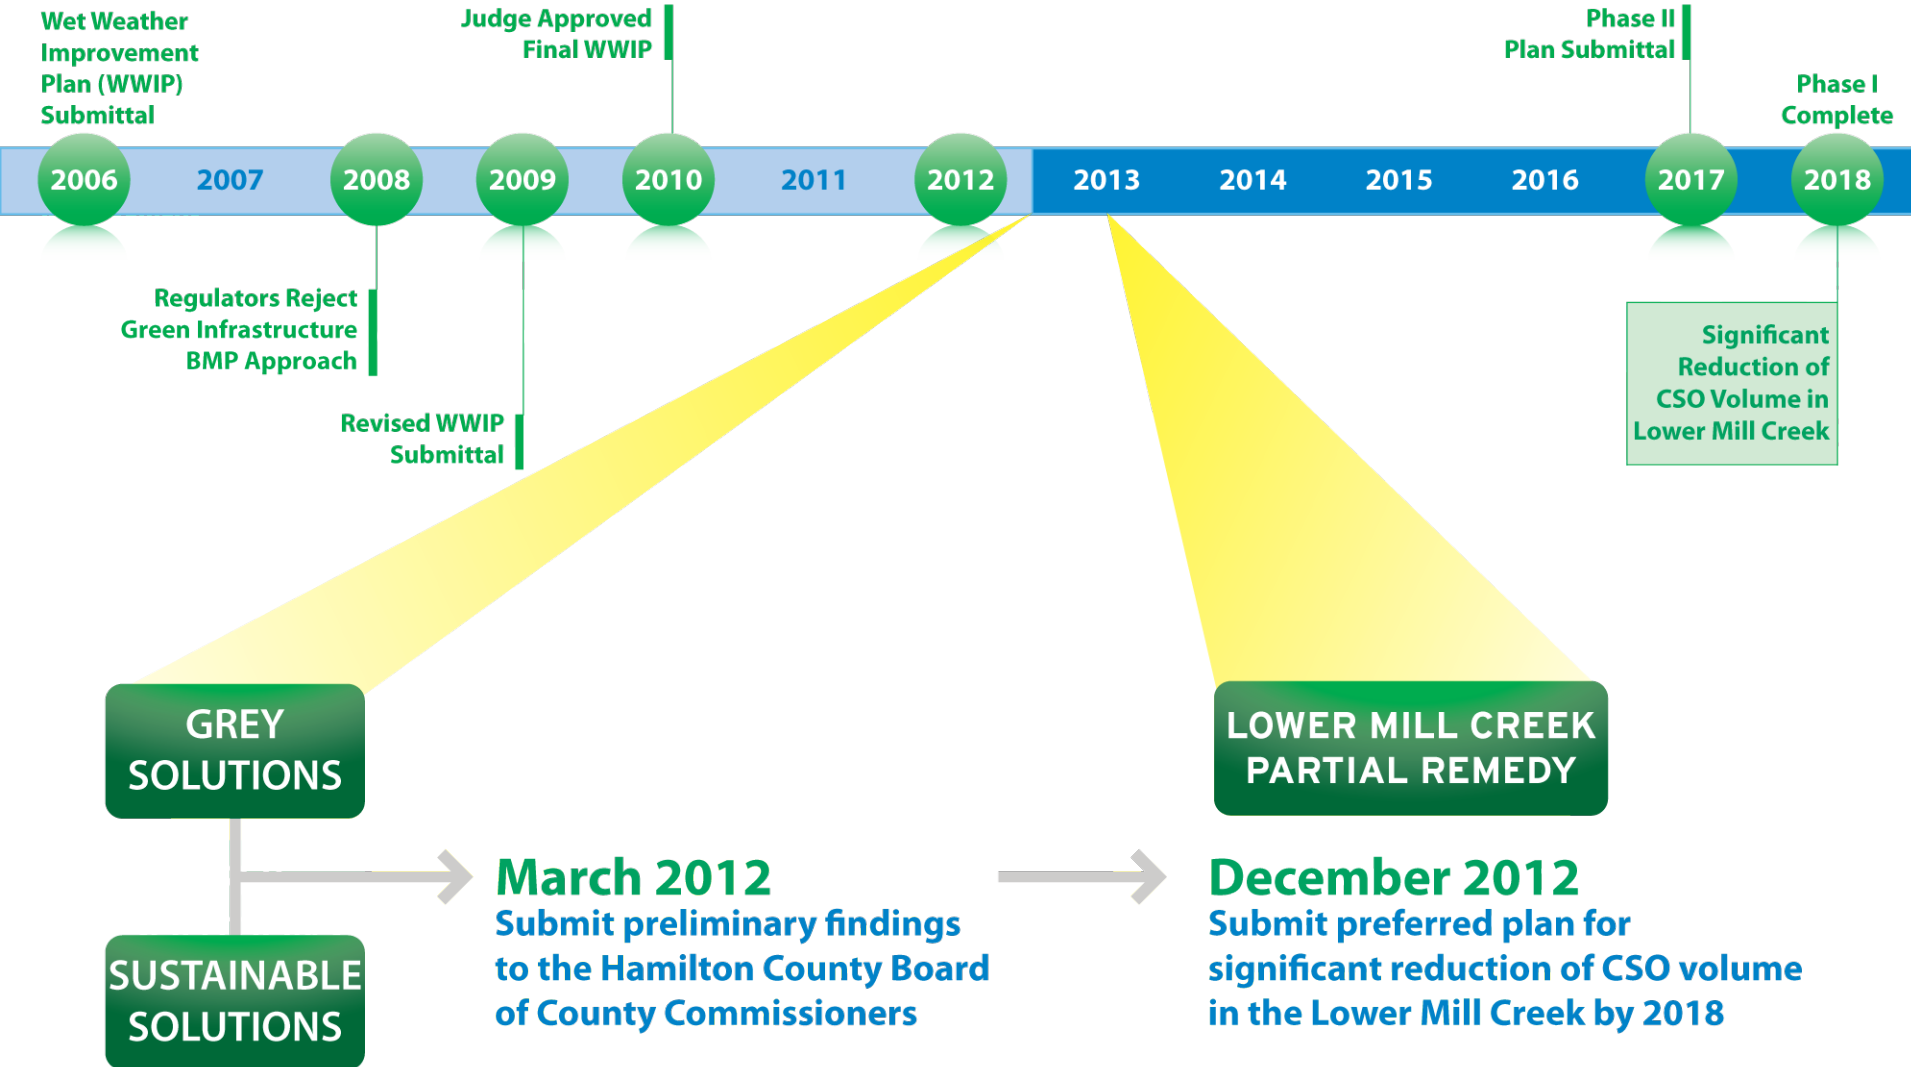 Wet Weather
Improvement
Plan (WWIP)
Submittal
Judge Approved
Final WWIP
Phase II
Plan Submittal
Phase I
Complete
2006
2007
2008
2009
2010
2011
2012
2013
2014
2015
2016
2017
2018
Regulators Reject
Green Infrastructure
BMP Approach
Revised WWIP
Submittal
Significant
Reduction of
CSO Volume in
Lower Mill Creek
GREY
SOLUTIONS
SUSTAINABLE
SOLUTIONS
March 2012
Submit preliminary findings
to the Hamilton County Board
of County Commissioners
LOWER MILL CREEK
PARTIAL REMEDY
December 2012
Submit preferred plan for
significant reduction of CSO volume
in the Lower Mill Creek by 2018